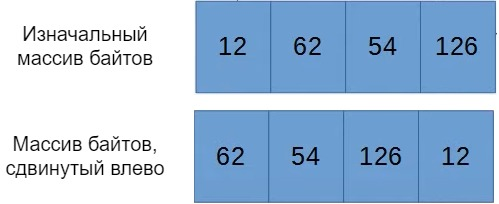 Изначальный
массив байтов
12 62 54 126
Массив байтов,
сдвинутый влево
62 54 126 12